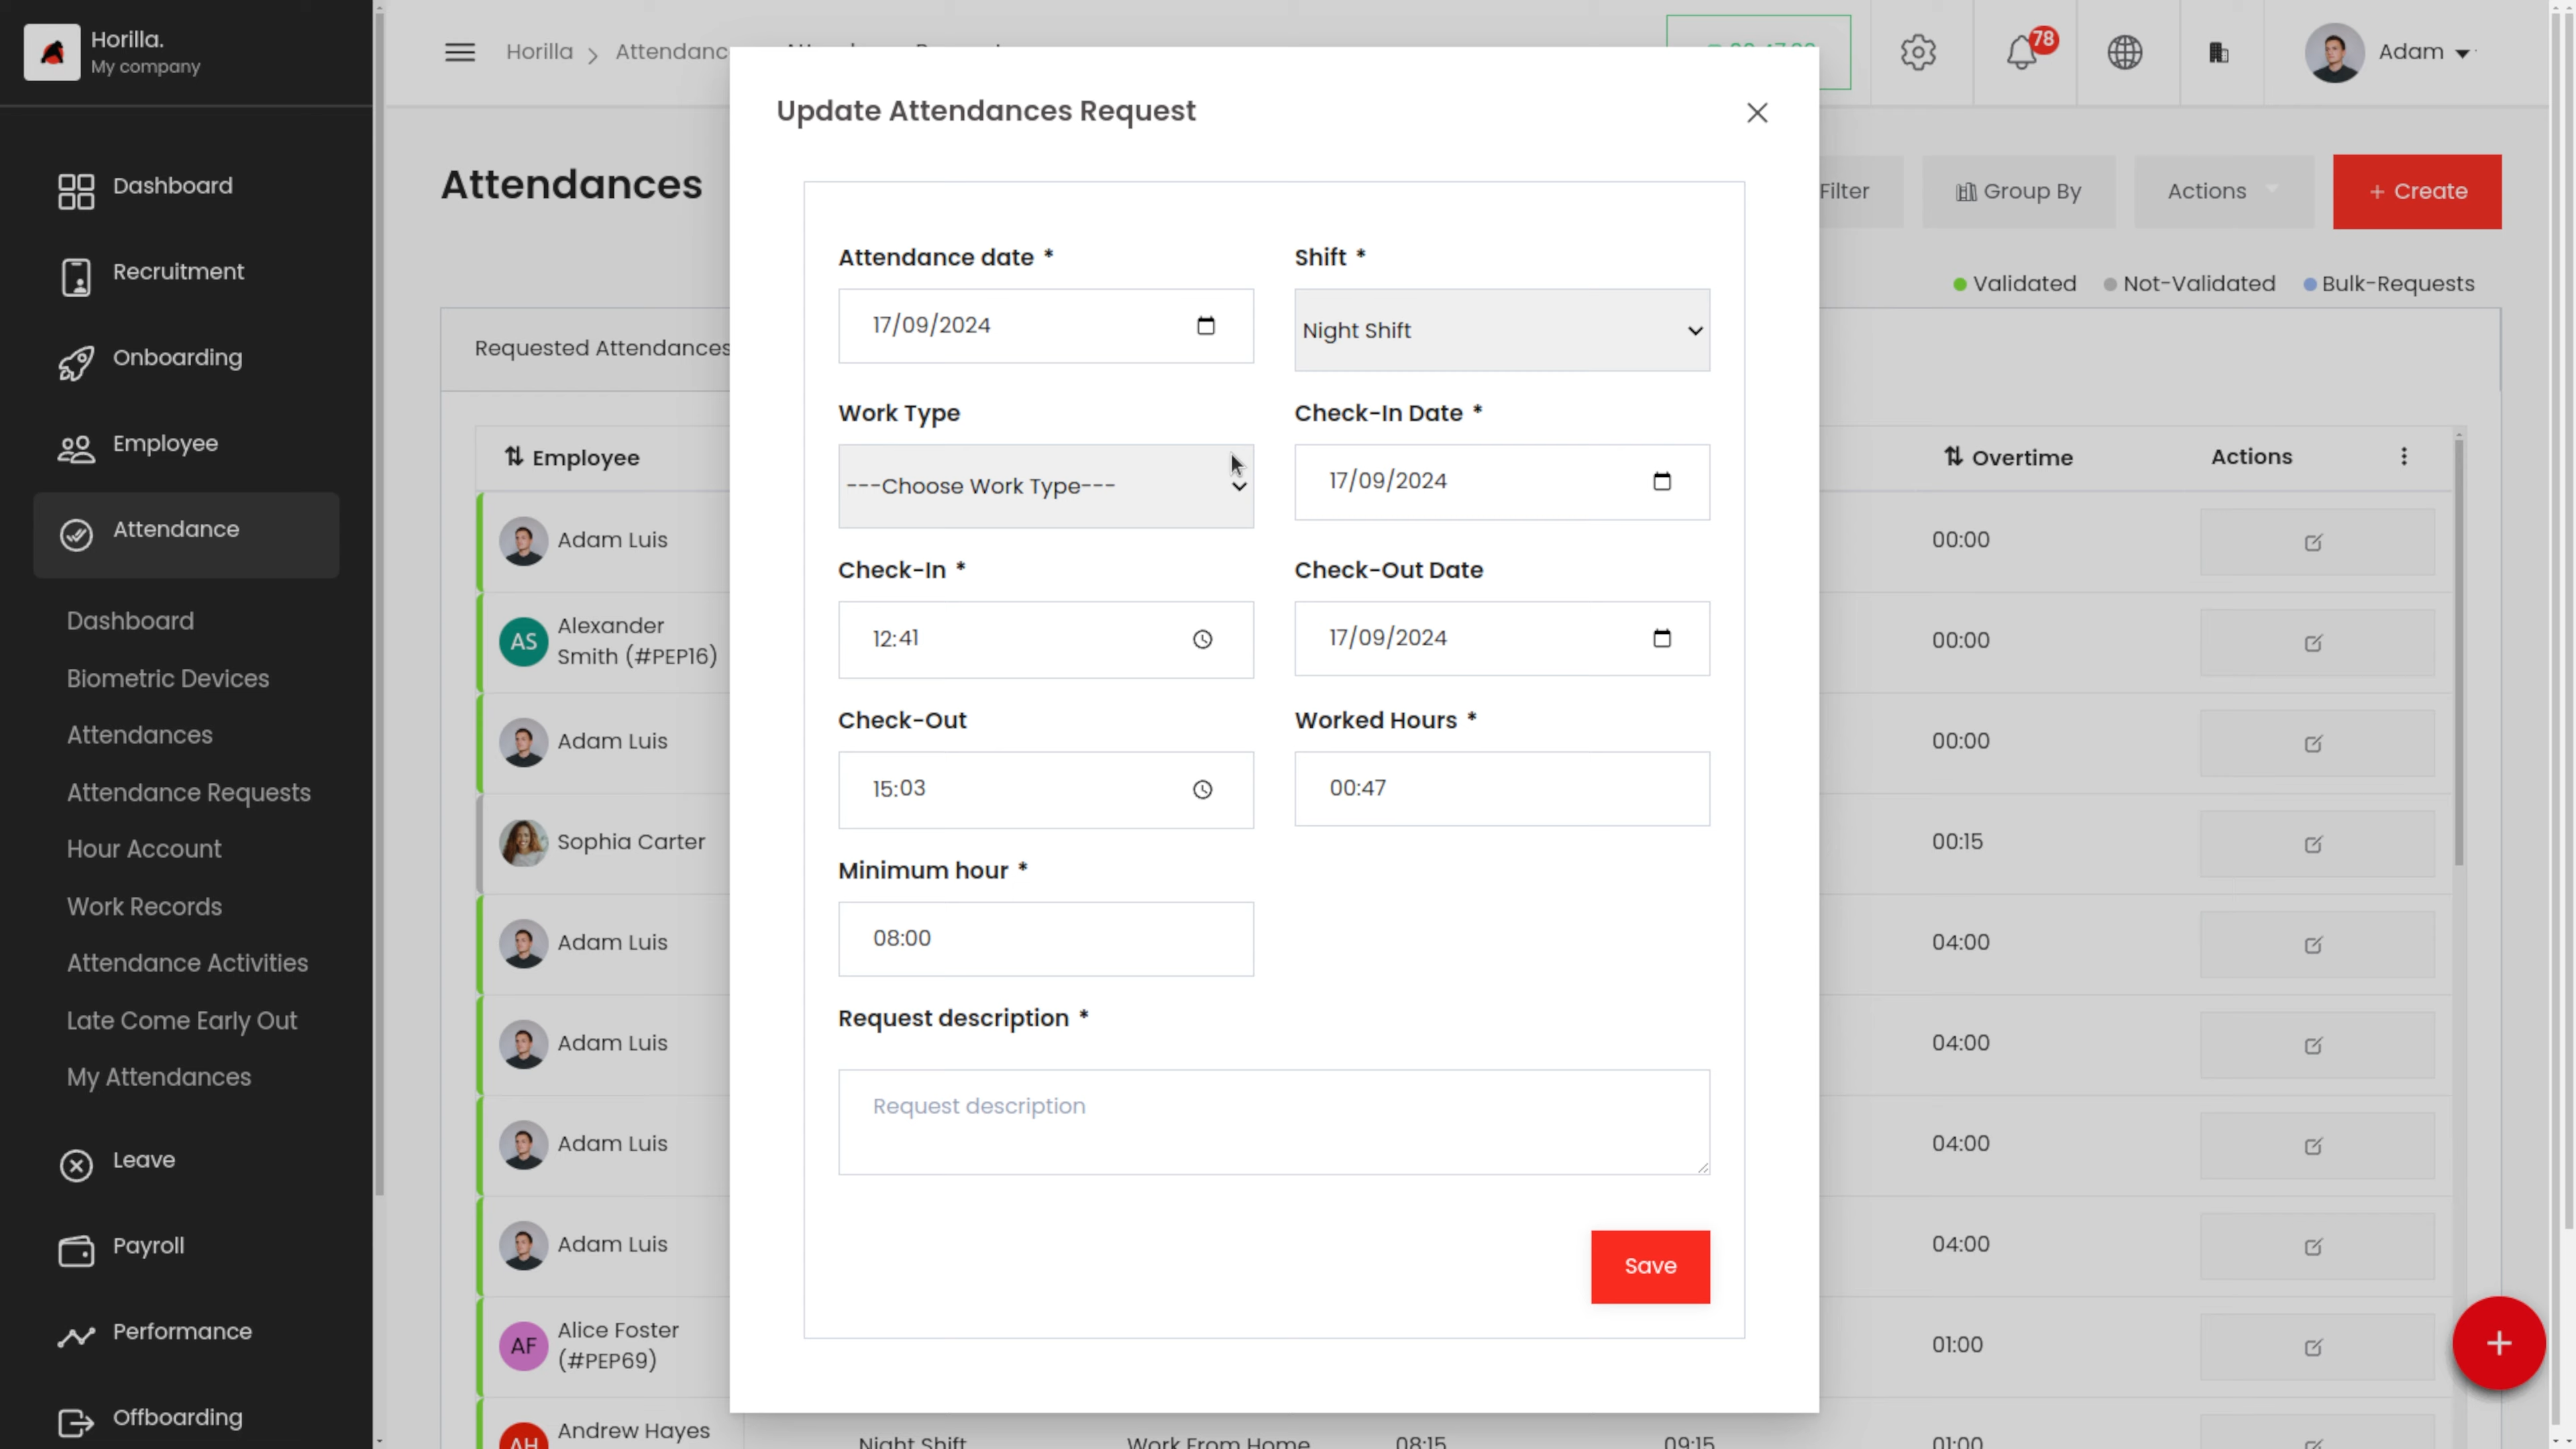 Horilla.
My company
Horilla
Attendanc
78
Adam
Update Attendances Request
Dashboard
Recruitment
Onboarding
Employee
Attendance
Dashboard
Biometric Devices
Attendances
Attendance Requests
Hour Account
Work Records
Attendance Activities
Late Come Early Out
My Attendances
Leave
Payroll
Performance
Offboarding
Attendances
Filter
Group By
Actions
+ Create
Validated
Not-Validated
Bulk-Requests
Requested Attendances
Employee
Overtime
Actions
Adam Luis
00:00
AS
Alexander
Smith (#PEP16)
00:00
Adam Luis
00:00
Sophia Carter
00:15
Adam Luis
04:00
Adam Luis
04:00
Adam Luis
04:00
Adam Luis
04:00
AF
Alice Foster
(#PEP69)
01:00
AH
Andrew Hayes
Night Shift
Work From Home
08:15
09:15
01:00
Attendance date *
17/09/2024
Shift *
Night Shift
Work Type
---Choose Work Type---
Check-In Date *
17/09/2024
Check-In *
12:41
Check-Out Date
17/09/2024
Check-Out
15:03
Worked Hours *
00:47
Minimum hour *
08:00
Request description *
Request description
Save
+